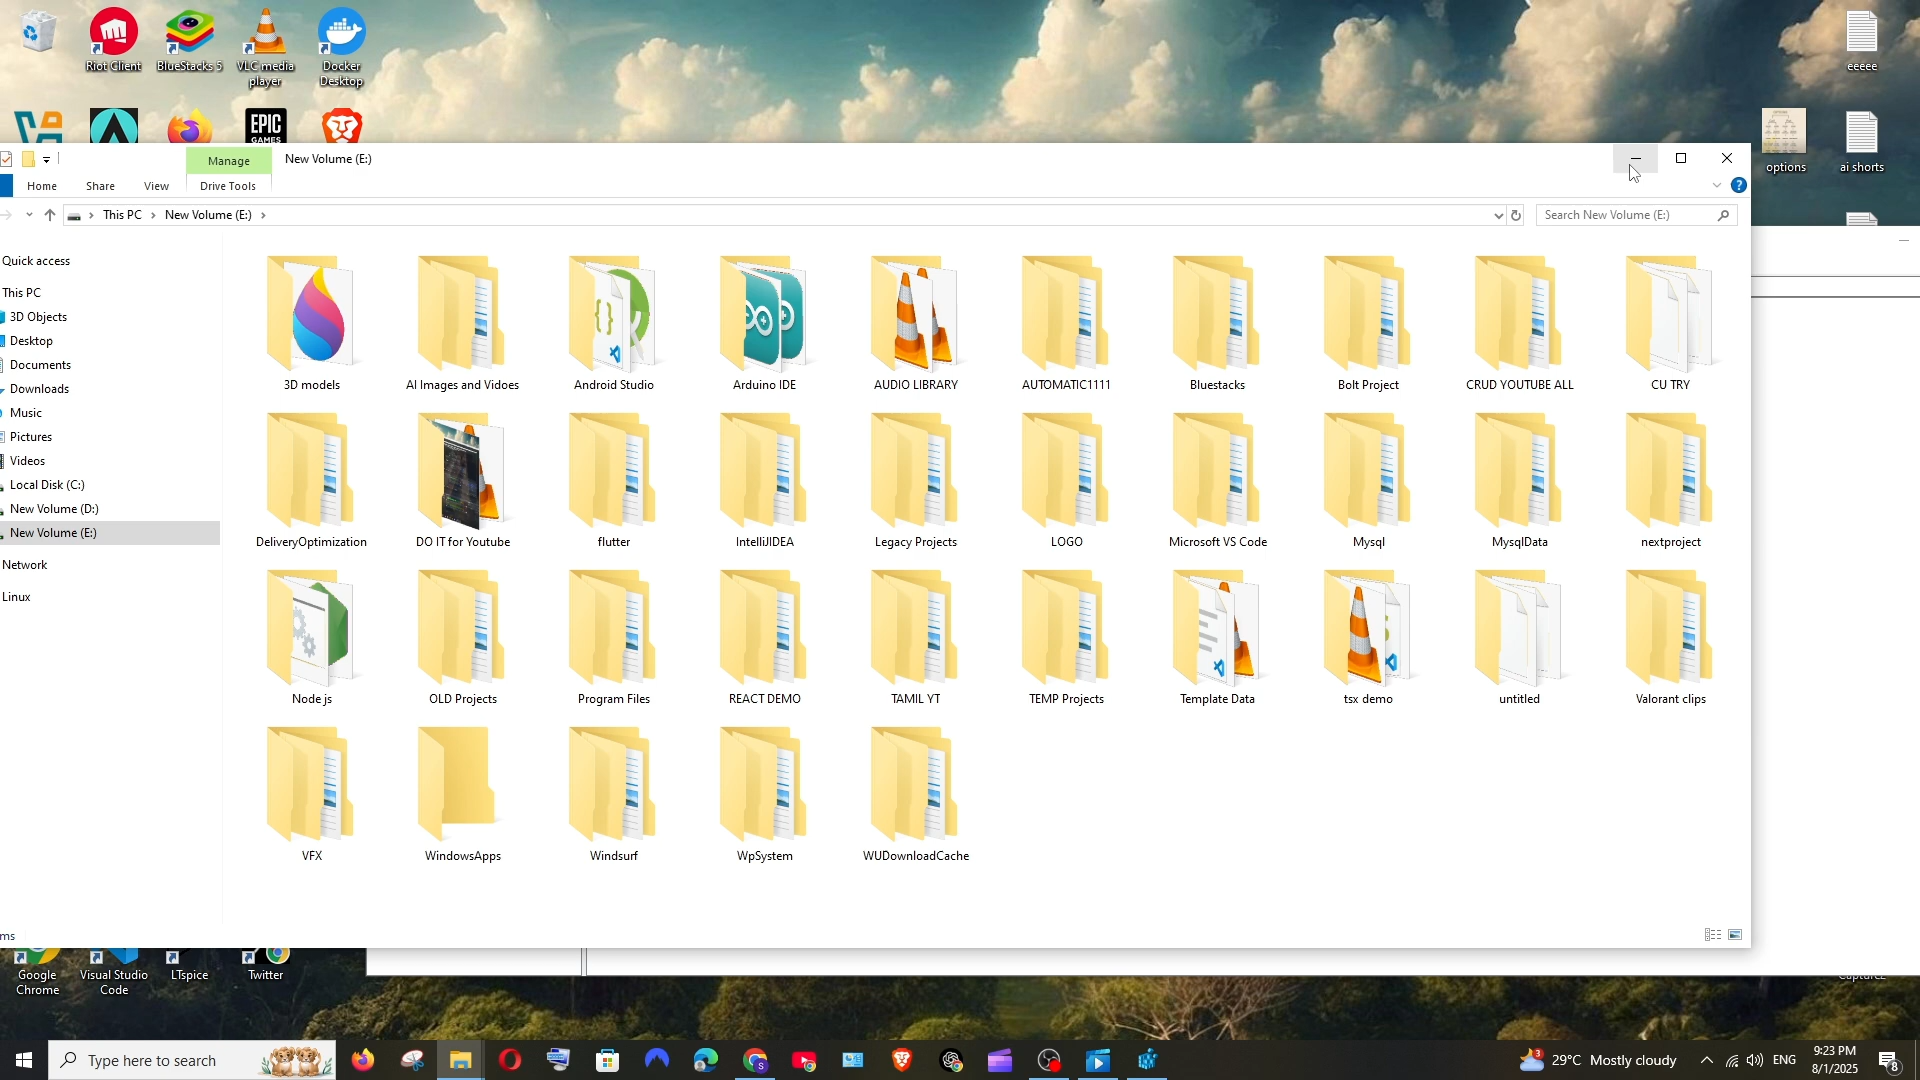 Riot Client
BlueStacks 5
VLC media
player
Docker
Desktop
EPIC
GAMES
eeeee
options
ai shorts
Manage
New Volume (E:)
Home
Share
View
Drive Tools
This PC
New Volume (E:)
Search New Volume (E:)
Quick access
This PC
3D Objects
Desktop
Documents
Downloads
Music
Pictures
Videos
Local Disk (C:)
New Volume (D:)
New Volume (E:)
Network
Linux
3D models
AI Images and Vidoes
Android Studio
Arduino IDE
AUDIO LIBRARY
AUTOMATIC1111
Bluestacks
Bolt Project
CRUD YOUTUBE ALL
CU TRY
DeliveryOptimization
DO IT for Youtube
flutter
IntelliJIDEA
Legacy Projects
LOGO
Microsoft VS Code
Mysql
MysqlData
nextproject
Node js
OLD Projects
Program Files
REACT DEMO
TAMIL YT
TEMP Projects
Template Data
tsx demo
untitled
Valorant clips
VFX
WindowsApps
Windsurf
WpSystem
WUDownloadCache
ms
Google
Chrome
Visual Studio
Code
LTspice
Twitter
Type here to search
3
29°C Mostly cloudy
ENG
9:23 PM
8/1/2025
8